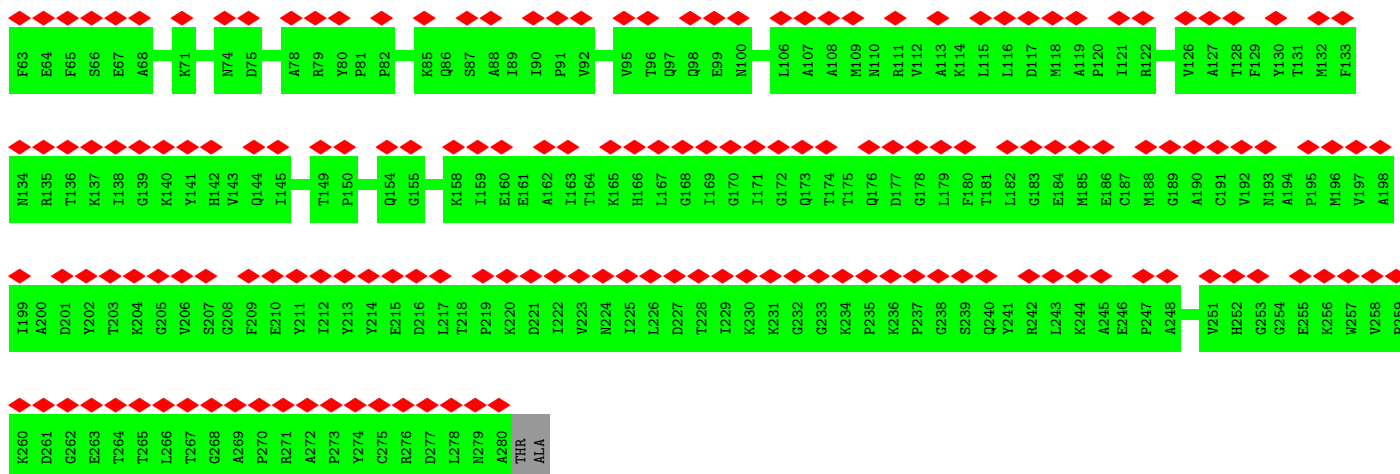 F63 E64 F65 S66 E67 A68 K71 N74 D75 A78 R79 Y80 P81 P82 K85 Q86 S87 A88 I89 I90 P91 V92 V95 T96 Q97 Q98 E99 N100 L106 A107 A108 M109 N110 R111 V112 A113 K114 L115 L116 D117 M118 A119 P120 I121 R122 V126 A127 T128 F129 Y130 T131 M132 F133
N134 R135 T136 K137 I138 G139 K140 Y141 H142 V143 Q144 I145 T149 P150 Q154 G155 K158 I159 E160 E161 A162 I163 T164 K165 H166 L167 G168 I169 G170 I171 G172 Q173 T174 T175 Q176 D177 G178 L179 F180 T181 L182 G183 E184 M185 E186 C187 M188 G189 A190 C191 V192 N193 A194 P195 M196 V197 A198
I199 A200 D201 Y202 T203 K204 G205 V206 S207 G208 F209 E210 Y211 I212 Y213 Y214 E215 D216 L217 T218 P219 K220 D221 I222 V223 N224 I225 L226 D227 T228 I229 K230 K231 G232 G233 K234 P235 K236 P237 G238 S239 Q240 Y241 R242 L243 K244 A245 E246 P247 A248 V251 H252 G253 G254 E255 K256 W257 V258 P259
K260 D261 G262 E263 T264 T265 L266 T267 G268 A269 P270 R271 A272 P273 Y274 C275 R276 D277 L278 N279 A280 THR ALA